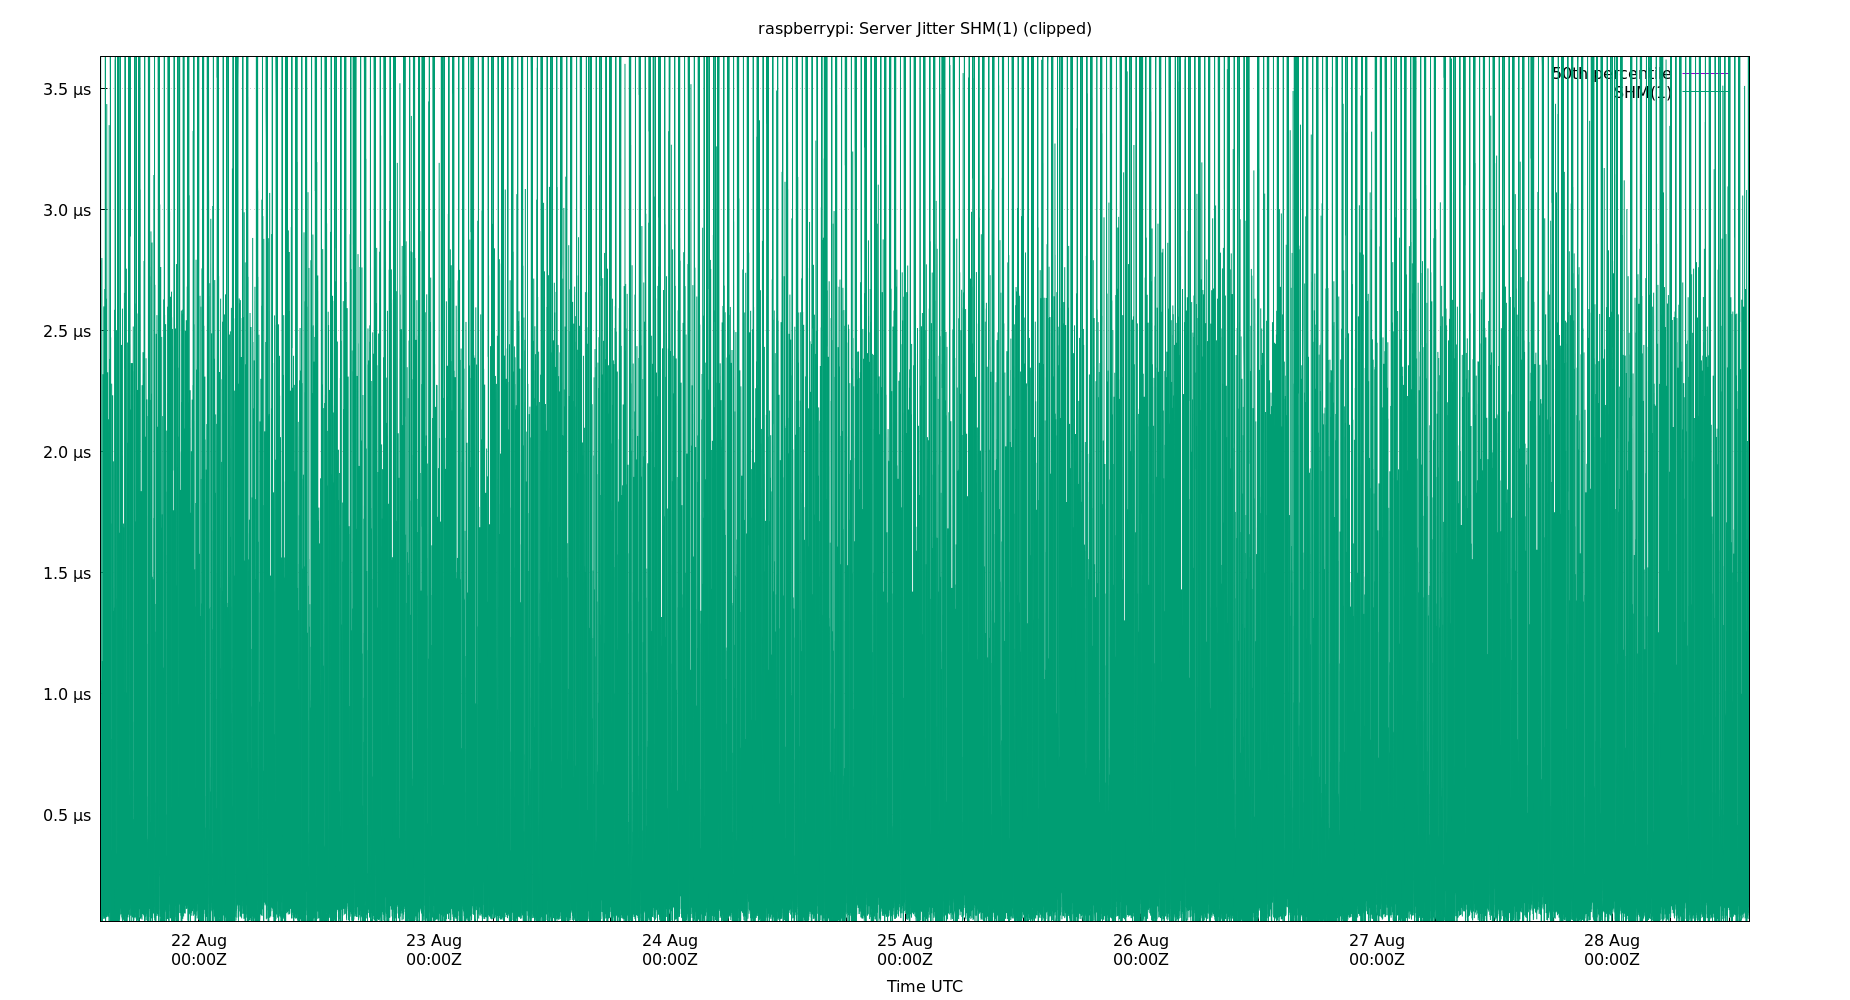 raspberrypi: Server Jitter SHM(1) (clipped)
50th percentile
SHM(1)
3.5 μs
3.0 μs
2.5 μs
2.0 μs
1.5 μs
1.0 μs
0.5 μs
22 Aug 23 Aug 24 Aug 25 Aug 26 Aug 27 Aug 28 Aug
00:00Z 00:00Z 00:00Z 00:00Z 00:00Z 00:00Z 00:00Z
Time UTC